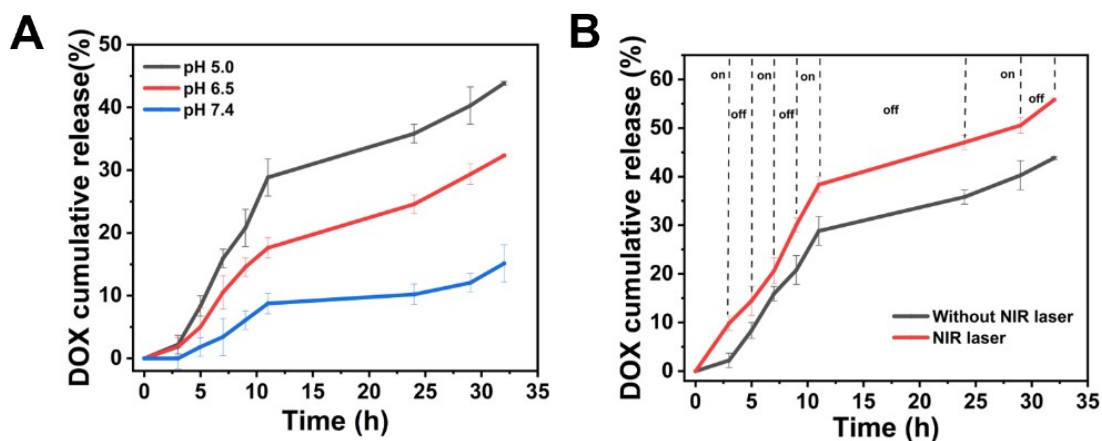 A
DOX cumulative release(%)
50
40
30
20
10
0
pH 5.0
pH 6.5
pH 7.4
0 5 10 15 20 25 30 35
Time (h)
B
DOX cumulative release (%)
60
50
40
30
20
10
0
on on on on
off off off off
Without NIR laser
NIR laser
0 5 10 15 20 25 30 35
Time (h)